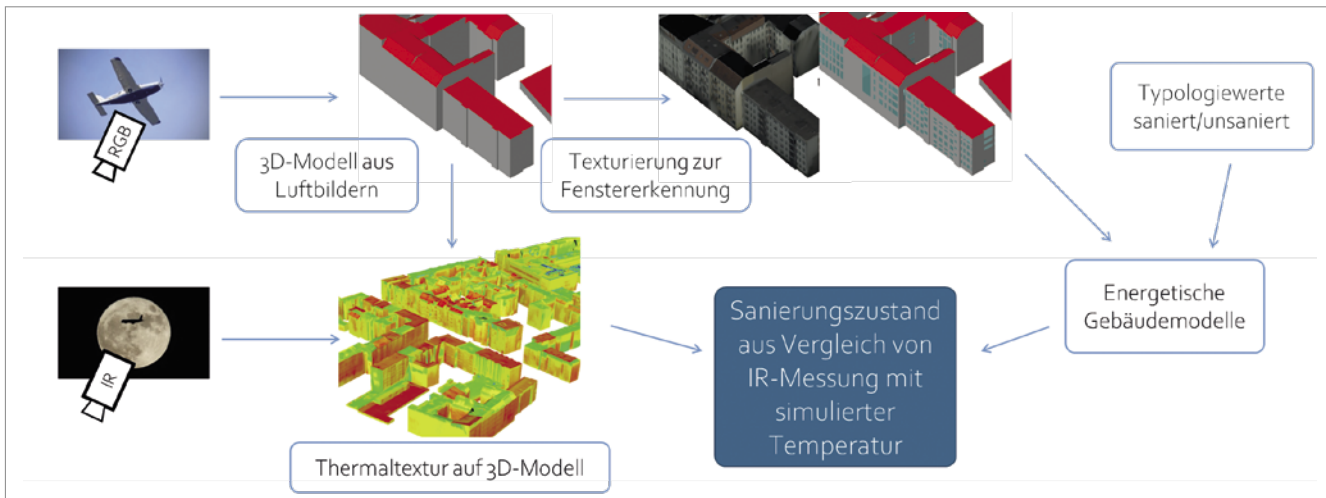 RGB
3D-Modell aus
Luftbildern
Texturierung zur
Fenstererkennung
Typologiewerte
saniert/unsaniert
IR
Thermaltextur auf 3D-Modell
Sanierungszustand
aus Vergleich von
IR-Messung mit
simulierter
Temperatur
Energetische
Gebäudemodelle